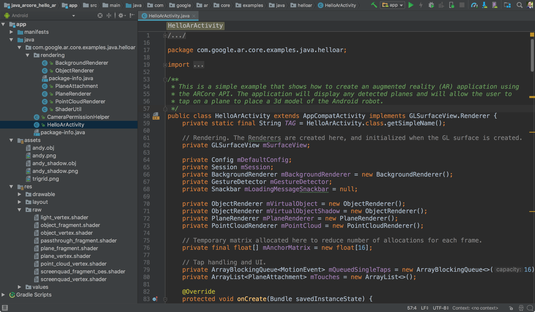 java_arcore_hello_ar
app
src
main
java
com
google
ar
core
examples
java
helloar
HelloArActivity
app
Android
HelloArActivity.java
app
manifests
java
com.google.ar.core.examples.java.helloar
rendering
BackgroundRenderer
ObjectRenderer
package-info.java
PlaneAttachment
PlaneRenderer
PointCloudRenderer
ShaderUtil
CameraPermissionHelper
HelloArActivity
package-info.java
assets
andy.obj
andy.png
andy_shadow.obj
andy_shadow.png
trigrid.png
res
drawable
layout
raw
light_vertex.shader
object_fragment.shader
object_vertex.shader
passthrough_fragment.shader
plane_fragment.shader
plane_vertex.shader
point_cloud_vertex.shader
screenquad_fragment_oes.shader
screenquad_vertex.shader
values
Gradle Scripts
HelloArActivity
/.../
package com.google.ar.core.examples.java.helloar;
import ...
/**
* This is a simple example that shows how to create an augmented reality (AR) application using
* the ARCore API. The application will display any detected planes and will allow the user to
* tap on a plane to place a 3d model of the Android robot.
*/
public class HelloArActivity extends AppCompatActivity implements GLSurfaceView.Renderer {
private static final String TAG = HelloArActivity.class.getSimpleName();
// Rendering. The Renderers are created here, and initialized when the GL surface is created.
private GLSurfaceView mSurfaceView;
private Config mDefaultConfig;
private Session mSession;
private BackgroundRenderer mBackgroundRenderer = new BackgroundRenderer();
private GestureDetector mGestureDetector;
private Snackbar mLoadingMessageSnackbar = null;
private ObjectRenderer mVirtualObject = new ObjectRenderer();
private ObjectRenderer mVirtualObjectShadow = new ObjectRenderer();
private PlaneRenderer mPlaneRenderer = new PlaneRenderer();
private PointCloudRenderer mPointCloud = new PointCloudRenderer();
// Temporary matrix allocated here to reduce number of allocations for each frame.
private final float[] mAnchorMatrix = new float[16];
// Tap handling and UI.
private ArrayBlockingQueue<MotionEvent> mQueuedSingleTaps = new ArrayBlockingQueue<>( capacity: 16)
private ArrayList<PlaneAttachment> mTouches = new ArrayList<>();
@Override
protected void onCreate(Bundle savedInstanceState) {
57:4 LF÷ UTF-8÷ Context: <no context>